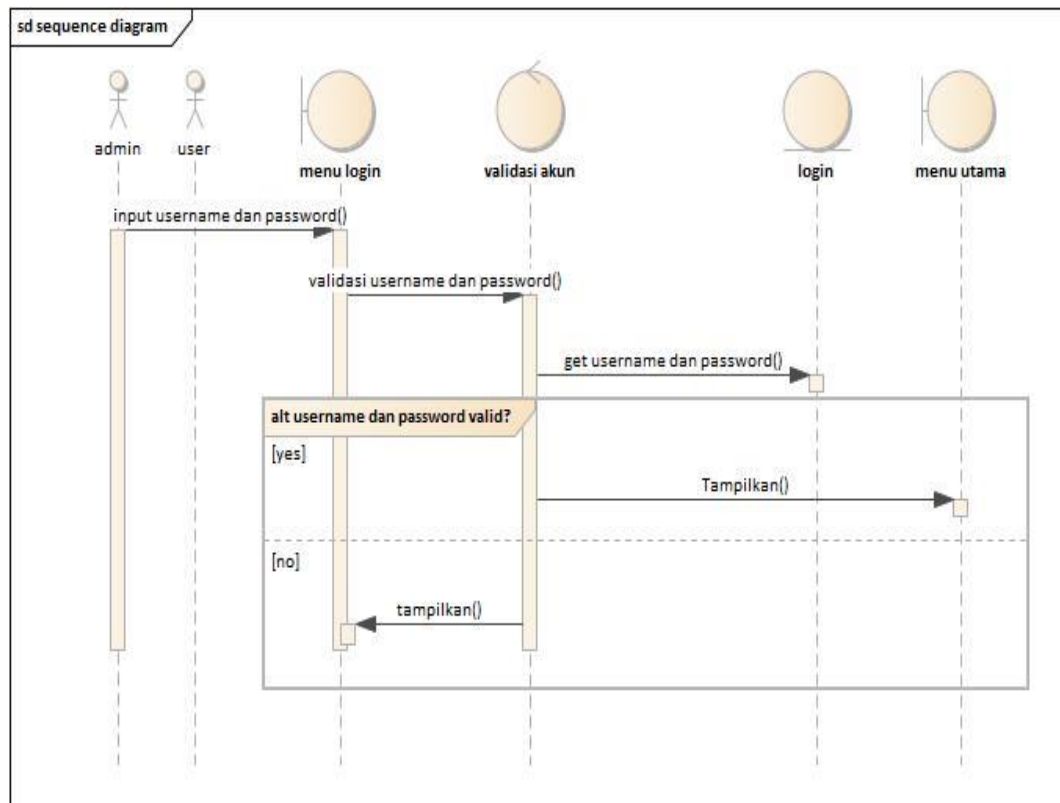 sd sequence diagram
admin
user
menu login
validasi akun
login
menu utama
input username dan password()
validasi username dan password()
get username dan password()
alt username dan password valid?
[yes]
Tampilkan()
[no]
tampilkan()